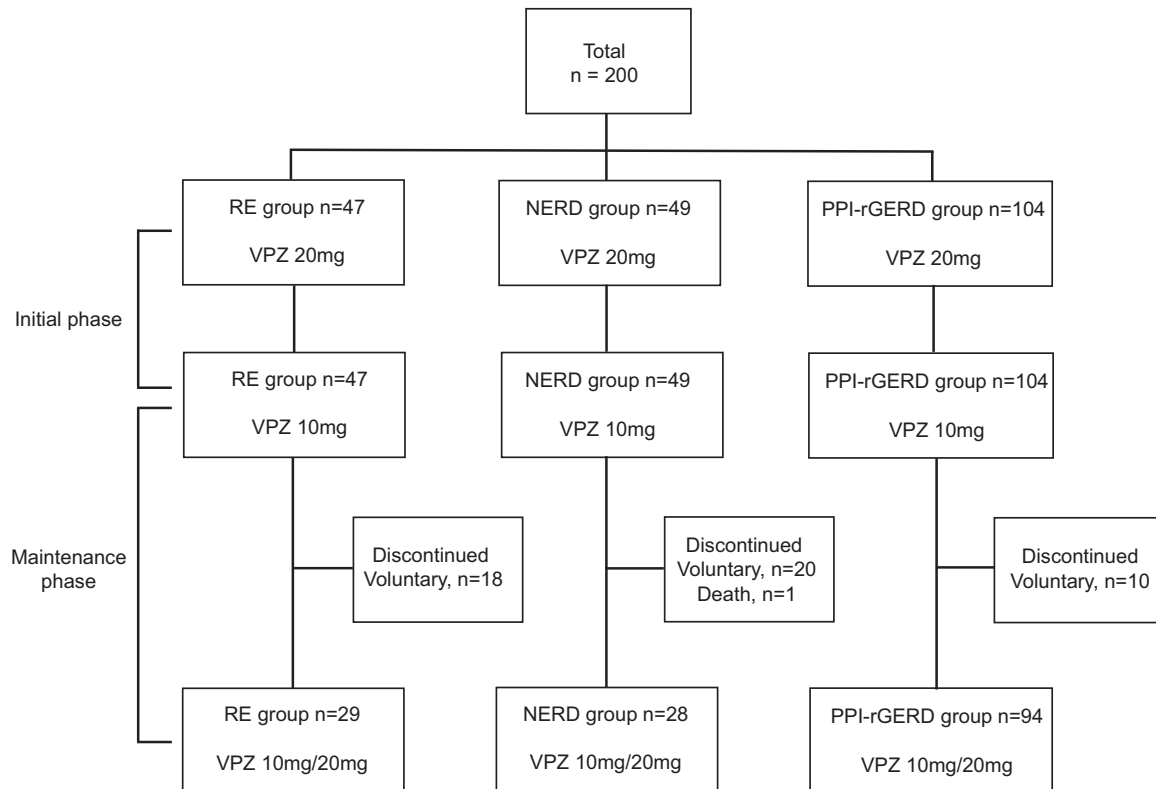 Total
n = 200
RE group n=47
VPZ 20mg
NERD group n=49
VPZ 20mg
PPI-rGERD group n=104
VPZ 20mg
Initial phase
RE group n=47
VPZ 10mg
NERD group n=49
VPZ 10mg
PPI-rGERD group n=104
VPZ 10mg
Maintenance
phase
Discontinued
Voluntary, n=18
Discontinued
Voluntary, n=20
Death, n=1
Discontinued
Voluntary, n=10
RE group n=29
VPZ 10mg/20mg
NERD group n=28
VPZ 10mg/20mg
PPI-rGERD group n=94
VPZ 10mg/20mg